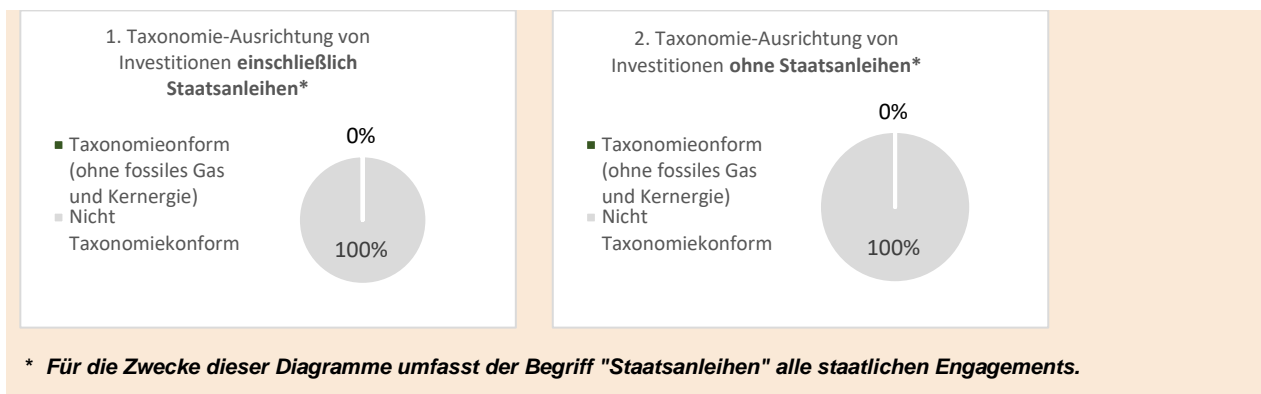 1. Taxonomie-Ausrichtung von
Investitionen einschließlich
Staatsanleihen*
0%
Taxonomieonform
(ohne fossiles Gas
und Kernergie)
Nicht
Taxonomiekonform
100%
2. Taxonomie-Ausrichtung von
Investitionen ohne Staatsanleihen*
0%
Taxonomieonform
(ohne fossiles Gas
und Kernergie)
Nicht
Taxonomiekonform
100%
* Für die Zwecke dieser Diagramme umfasst der Begriff "Staatsanleihen" alle staatlichen Engagements.